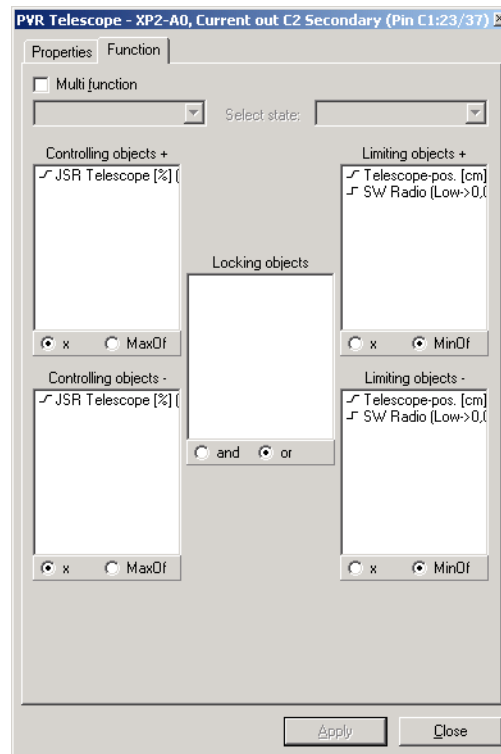 PVR Telescope - XP2-A0, Current out C2 Secondary (Pin C1:23/37)
Properties Function
Multi function
Select state:
Controlling objects +
JSR Telescope [%] (
x MaxOf
Limiting objects +
Telescope-pos. [cm]
SW Radio (Low->0,(
x MinOf
Locking objects
and or
Controlling objects -
JSR Telescope [%] (
x MaxOf
Limiting objects -
Telescope-pos. [cm]
SW Radio (Low->0,(
x MinOf
Apply Close